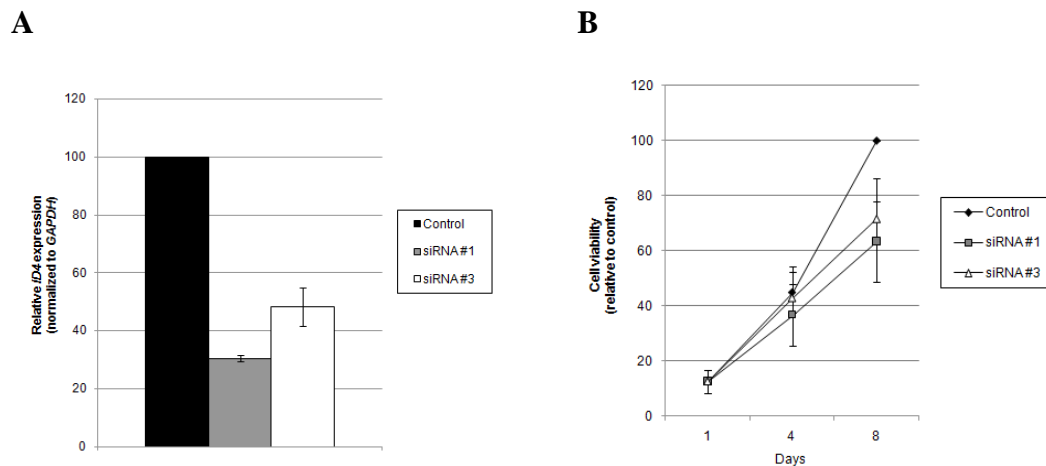 A
B
120
100
80
60
40
20
0
Relative ID4 expression
(normalized to GAPDH)
Control
siRNA#1
siRNA#3
120
100
80
60
40
20
0
Cell viability
(relative to control)
1
4
8
Days
Control
siRNA#1
siRNA#3